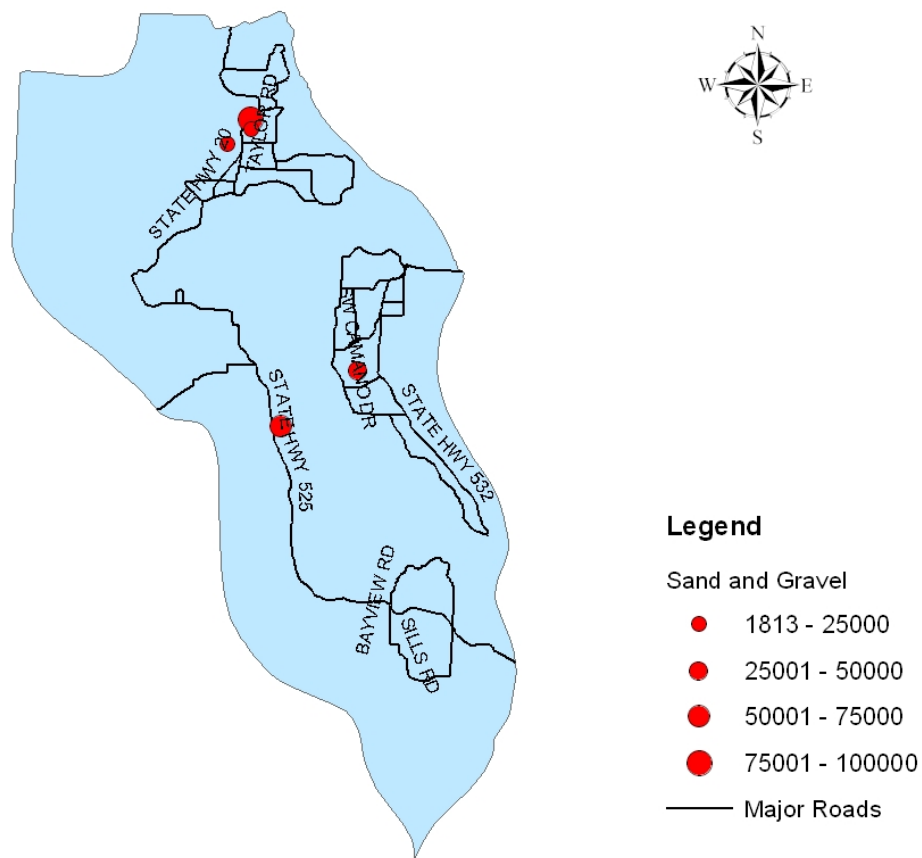 N
W E
S
TAYLOR RD
STATE HWY 20
W CAMANO DR
STATE HWY 525
STATE HWY 532
BAYVIEW RD
SILLS RD
Legend
Sand and Gravel
1813 - 25000
25001 - 50000
50001 - 75000
75001 - 100000
Major Roads